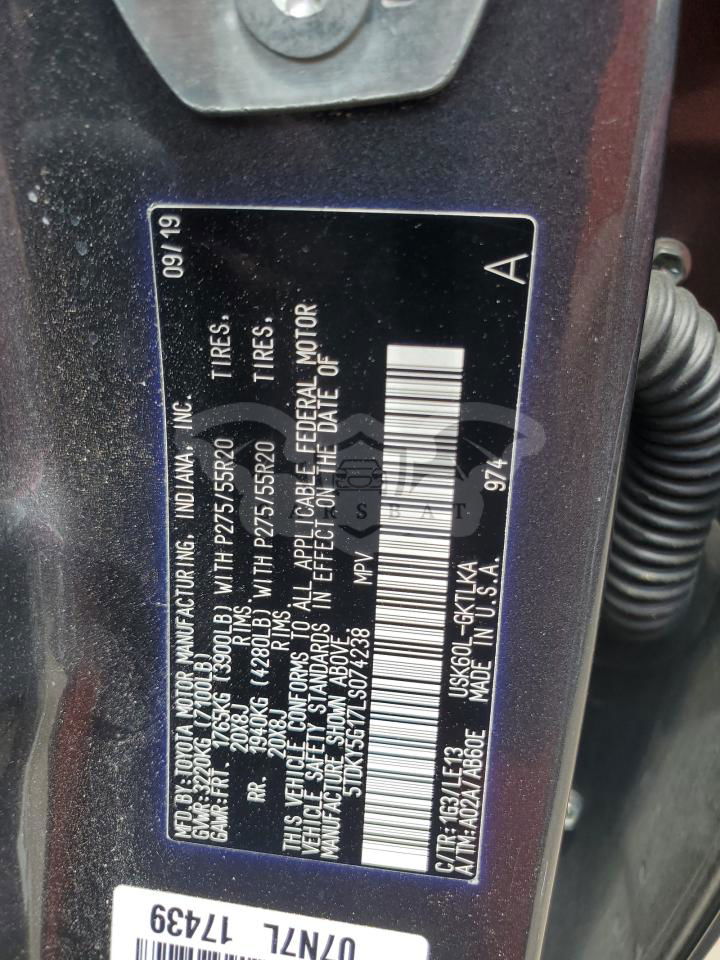 MFD.BY:TOYOTA MOTOR MANUFACTURING, INDIANA, INC. 09/19
GVWR:3220KG (7100LB)
GAWR:FRT. 1765KG (3900LB) WITH P275/55R20 TIRES,
20X8J RIMS.
RR. 1940KG (4280LB) WITH P275/55R20 TIRES,
20X8J RIMS.
THIS VEHICLE CONFORMS TO ALL APPLICABLE FEDERAL MOTOR
VEHICLE SAFETY STANDARDS IN EFFECT ON THE DATE OF
MANUFACTURE SHOWN ABOVE.
5TDKY5G17LS074238 MPV
C/TR:1G3/LE13 USK60L-GKTLKA 974 A
A/TM:A02A/AB60E MADE IN U.S.A.
07N7L
17439
CARSBAT